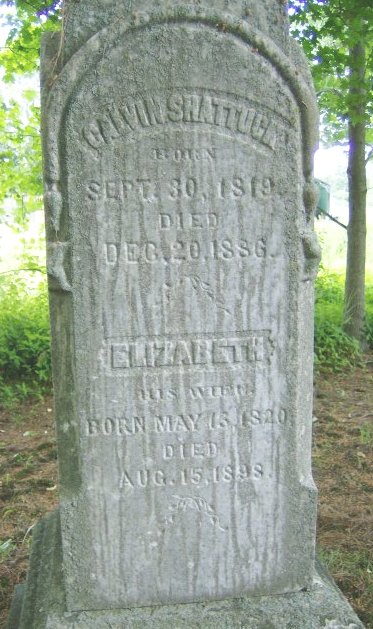 CALVIN SHATTUCK
BORN
SEPT. 30, 1819.
DIED
DEC. 20, 1886.
ELIZABETH
HIS WIFE.
BORN MAY 13, 1820
DIED
AUG. 15, 1898.